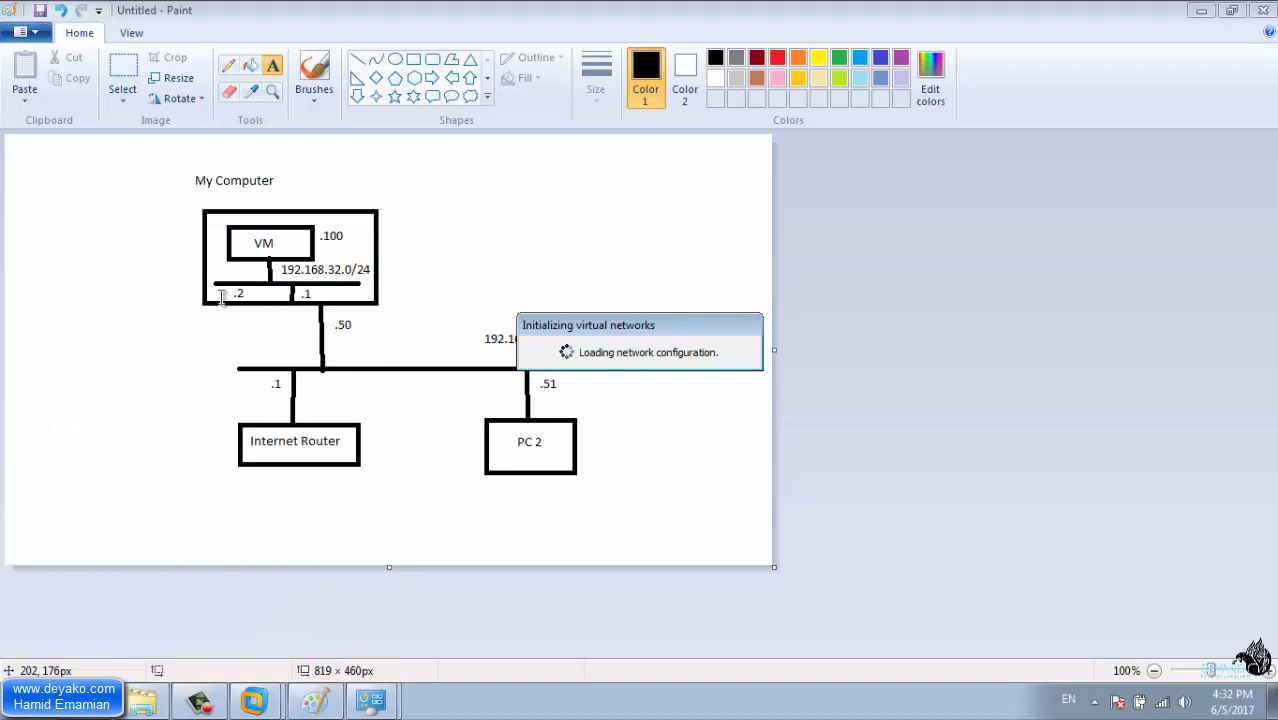 Untitled - Paint
Home
View
Paste
Cut
Copy
Clipboard
Select
Crop
Resize
Rotate
Image
A
Tools
Brushes
Outline
Fill
Shapes
Size
Color 1
Color 2
Edit colors
Colors
My Computer
VM
.100
192.168.32.0/24
.2
.1
.50
192.16
Initializing virtual networks
Loading network configuration.
.1
.51
Internet Router
PC 2
202, 176px
819 × 460px
100%
www.deyako.com
Hamid Emamian
EN
4:32 PM
6/5/2017